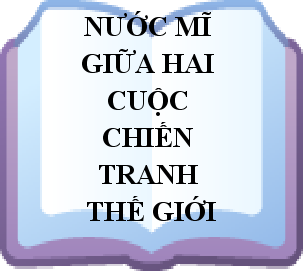 NƯỚC MĨ
GIỮA HAI
CUỘC
CHIẾN
TRANH
THẾ GIỚI